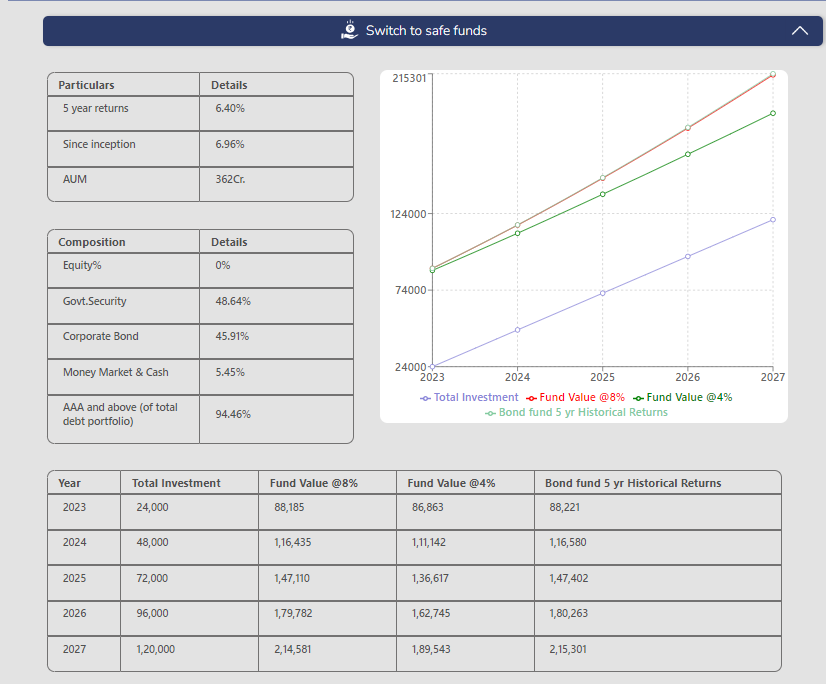 Switch to safe funds
Particulars Details
5 year returns 6.40%
Since inception 6.96%
AUM 362Cr.
Composition Details
Equity% 0%
Govt.Security 48.64%
Corporate Bond 45.91%
Money Market & Cash 5.45%
AAA and above (of total
debt portfolio) 94.46%
215301
124000
74000
24000
2023 2024 2025 2026 2027
Total Investment Fund Value @8% Fund Value @4%
Bond fund 5 yr Historical Returns
Year Total Investment Fund Value @8% Fund Value @4% Bond fund 5 yr Historical Returns
2023 24,000 88,185 86,863 88,221
2024 48,000 1,16,435 1,11,142 1,16,580
2025 72,000 1,47,110 1,36,617 1,47,402
2026 96,000 1,79,782 1,62,745 1,80,263
2027 1,20,000 2,14,581 1,89,543 2,15,301